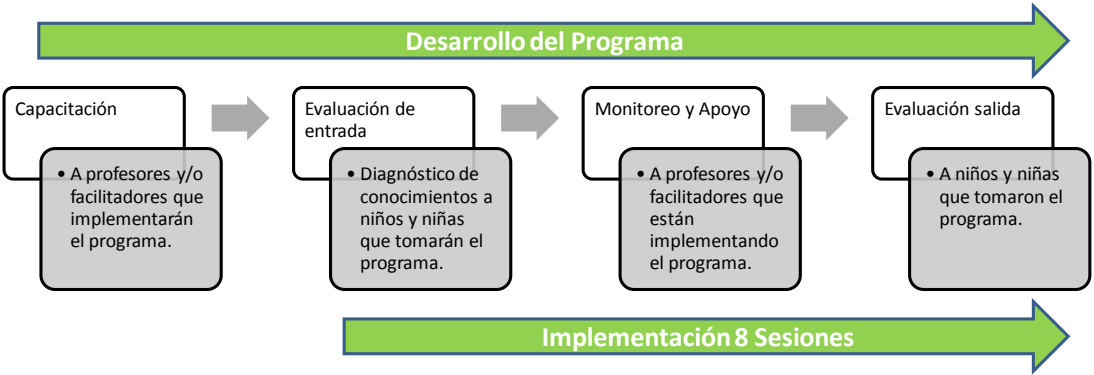 Desarrollo del Programa
Capacitación
• A profesores y/o
facilitadores que
implementarán
el programa.
Evaluación de
entrada
• Diagnóstico de
conocimientos a
niños y niñas
que tomarán el
programa.
Monitoreo y Apoyo
• A profesores y/o
facilitadores que
están
implementando
el programa.
Evaluación salida
• A niños y niñas
que tomaron el
programa.
Implementación 8 Sesiones